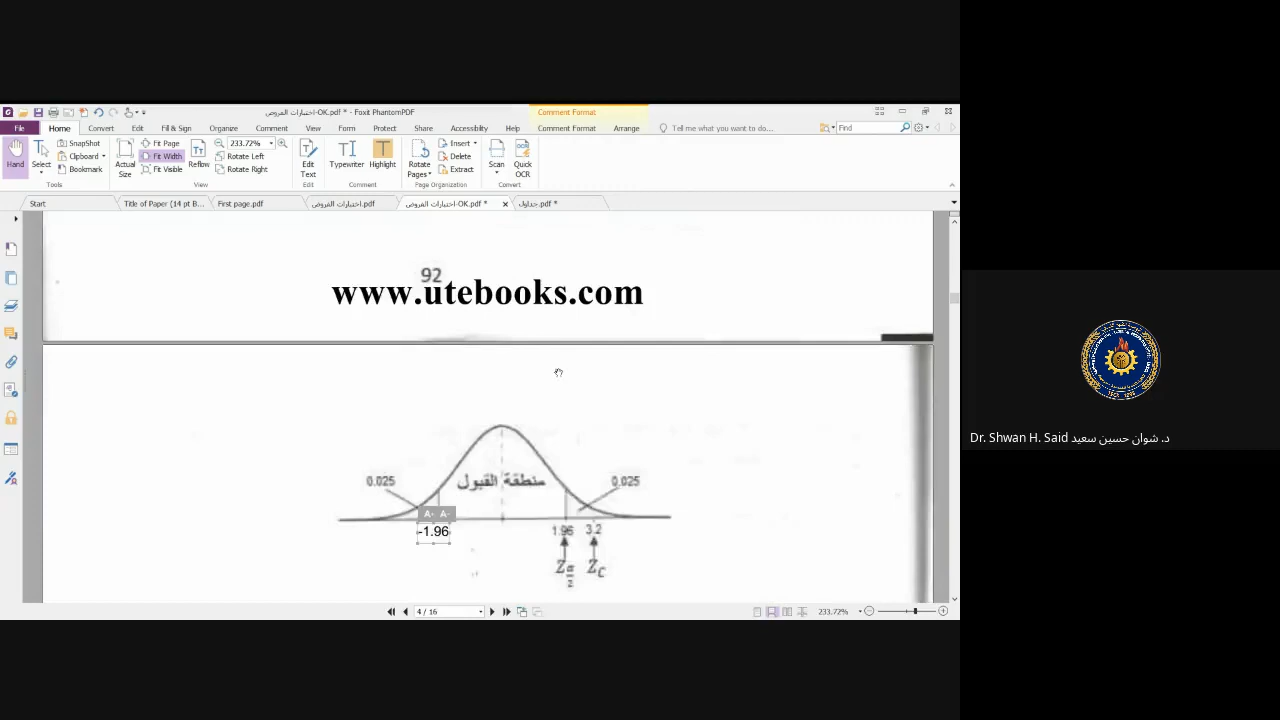 اختبارات الفروض-OK.pdf * - Foxit PhantomPDF
Comment Format
File
Home
Convert
Edit
Fill & Sign
Organize
Comment
View
Form
Protect
Share
Accessibility
Help
Comment Format
Arrange
Tell me what you want to do...
Find
Hand
Select
SnapShot
Clipboard
Bookmark
Tools
Actual Size
Fit Page
Fit Width
Fit Visible
Reflow
233.72%
Rotate Left
Rotate Right
View
Edit Text
Edit
Typewriter
Highlight
Comment
Rotate Pages
Insert
Delete
Extract
Page Organization
Scan
Quick OCR
Convert
Start
Title of Paper (14 pt B...
First page.pdf
اختبارات الفروض.pdf
اختبارات الفروض-OK.pdf *
جداول.pdf *
92
www.utebooks.com
0.025
منطقة القبول
0.025
A+ A-
-1.96
1.96
3.2
Zα/2
ZC
4 / 16
233.72%
Dr. Shwan H. Said د. شوان حسين سعيد